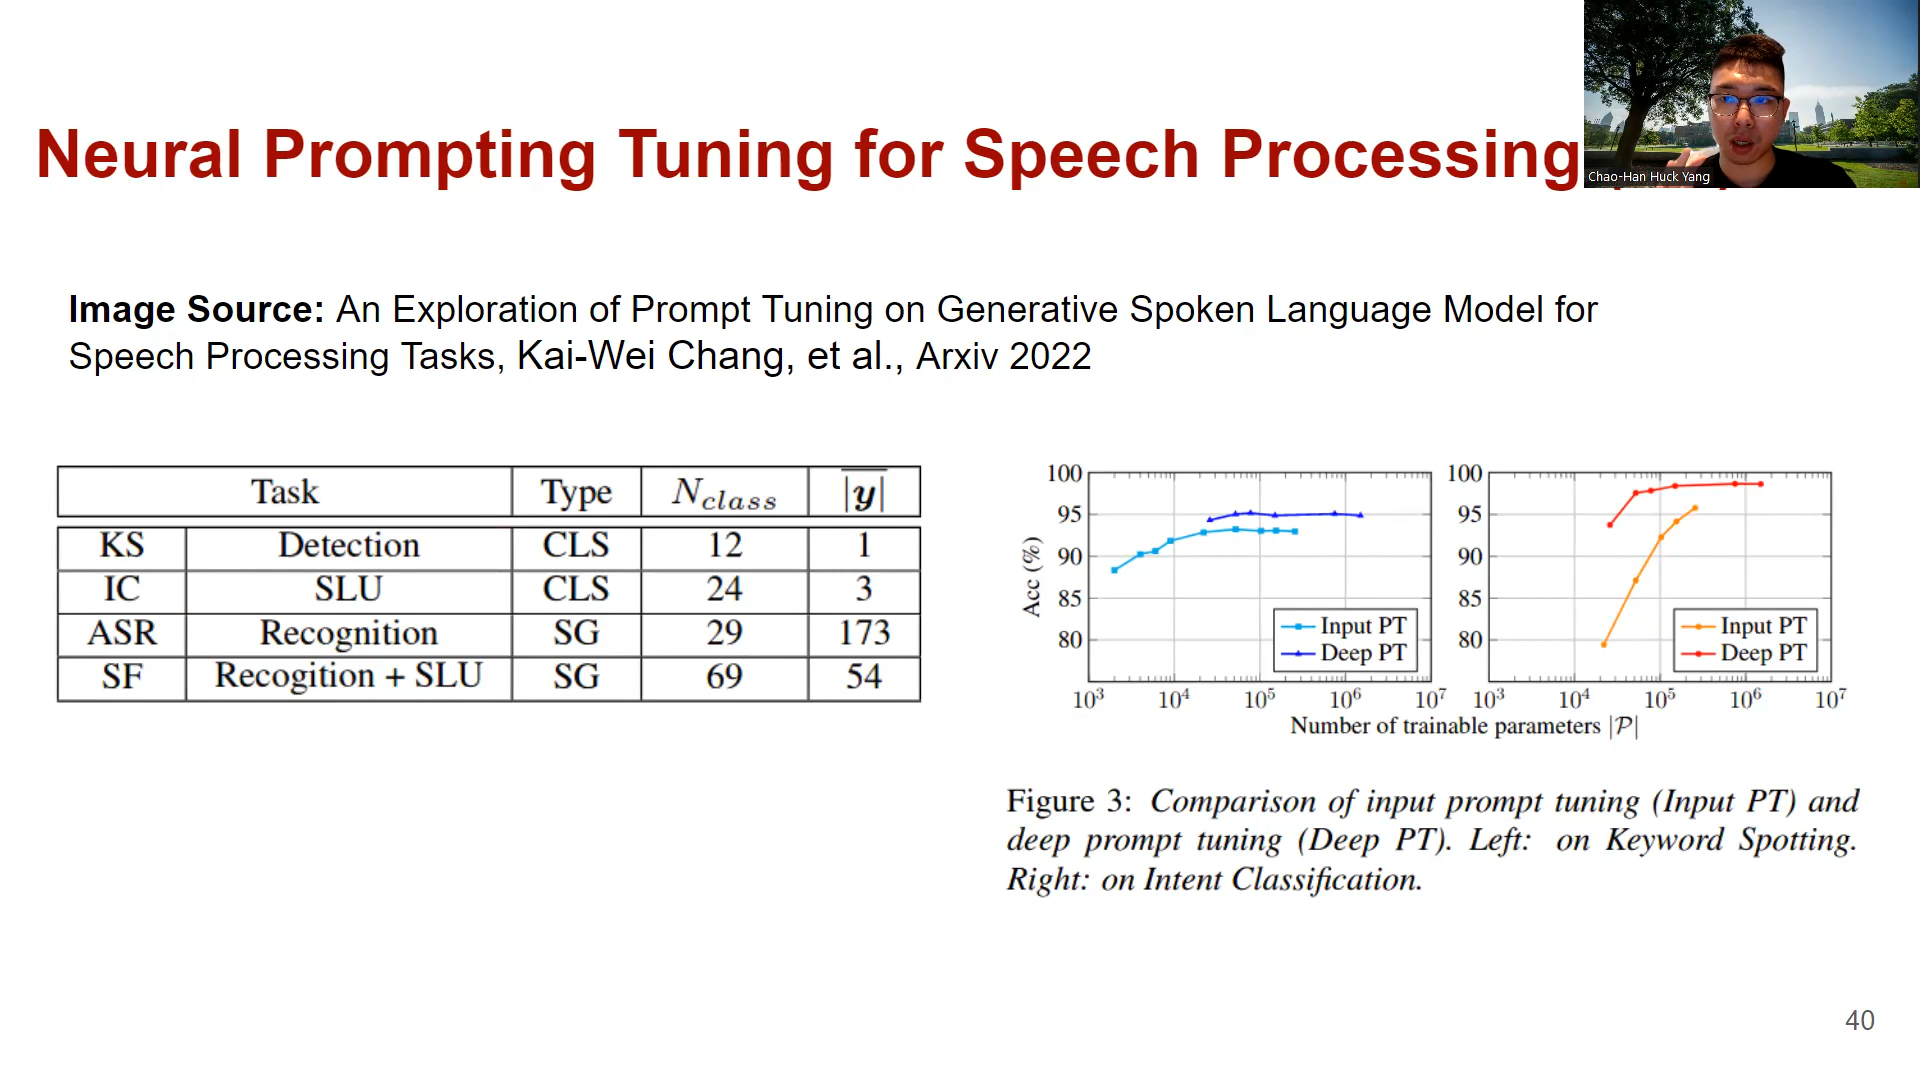 Neural Prompting Tuning for Speech Processing
Chao-Han Huck Yang
Image Source: An Exploration of Prompt Tuning on Generative Spoken Language Model for
Speech Processing Tasks, Kai-Wei Chang, et al., Arxiv 2022
Task Type N_class |y|
KS Detection CLS 12 1
IC SLU CLS 24 3
ASR Recognition SG 29 173
SF Recogition + SLU SG 69 54
Acc (%)
100
95
90
85
80
Input PT
Deep PT
10³ 10⁴ 10⁵ 10⁶ 10⁷
100
95
90
85
80
Input PT
Deep PT
10³ 10⁴ 10⁵ 10⁶ 10⁷
Number of trainable parameters |P|
Figure 3: Comparison of input prompt tuning (Input PT) and
deep prompt tuning (Deep PT). Left: on Keyword Spotting.
Right: on Intent Classification.
40